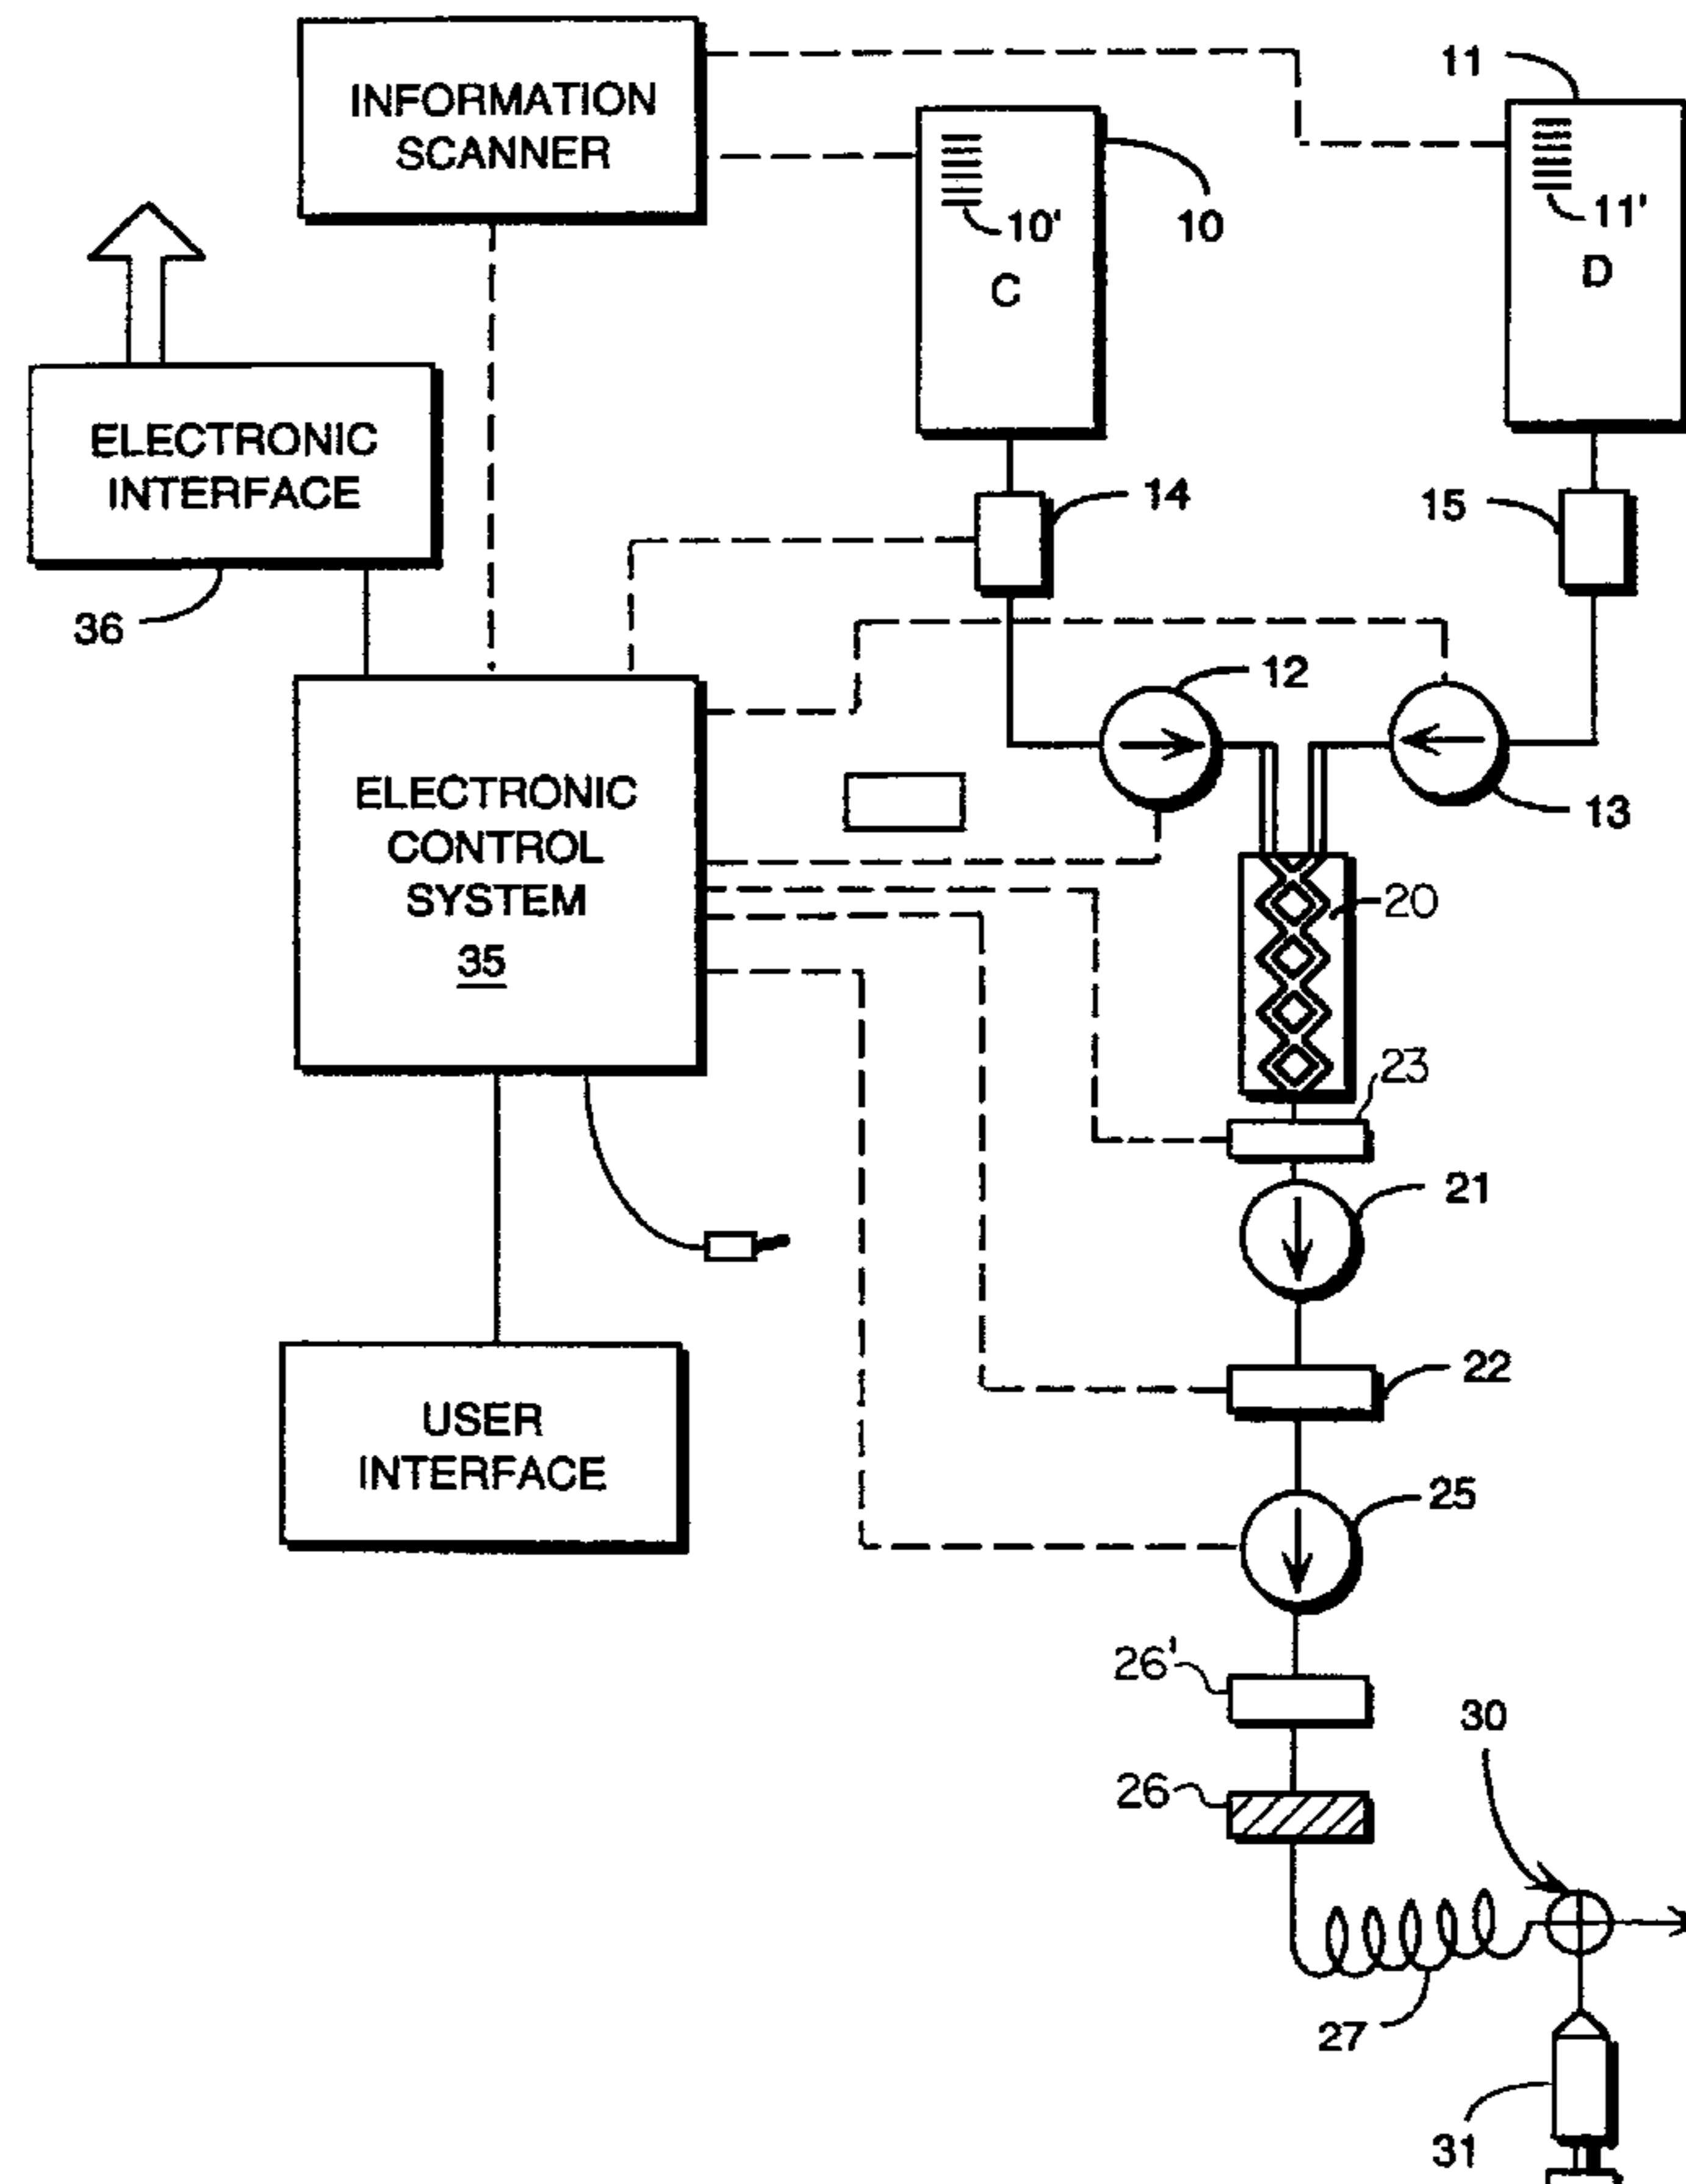 INFORMATION
SCANNER
11
10'
10
11'
C
D
ELECTRONIC
INTERFACE
14
15
36
12
13
ELECTRONIC
CONTROL
SYSTEM
35
20
23
21
22
USER
INTERFACE
25
26'
26
30
27
31